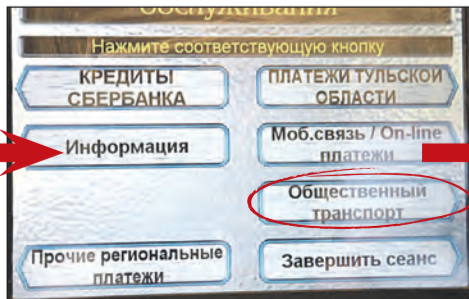 обслуживания
Нажмите соответствующую кнопку
КРЕДИТЫ
СБЕРБАНКА
ПЛАТЕЖИ ТУЛЬСКОЙ
ОБЛАСТИ
Информация
Моб.связь / On-line
платежи
Общественный
транспорт
Прочие региональные
платежи
Завершить сеанс